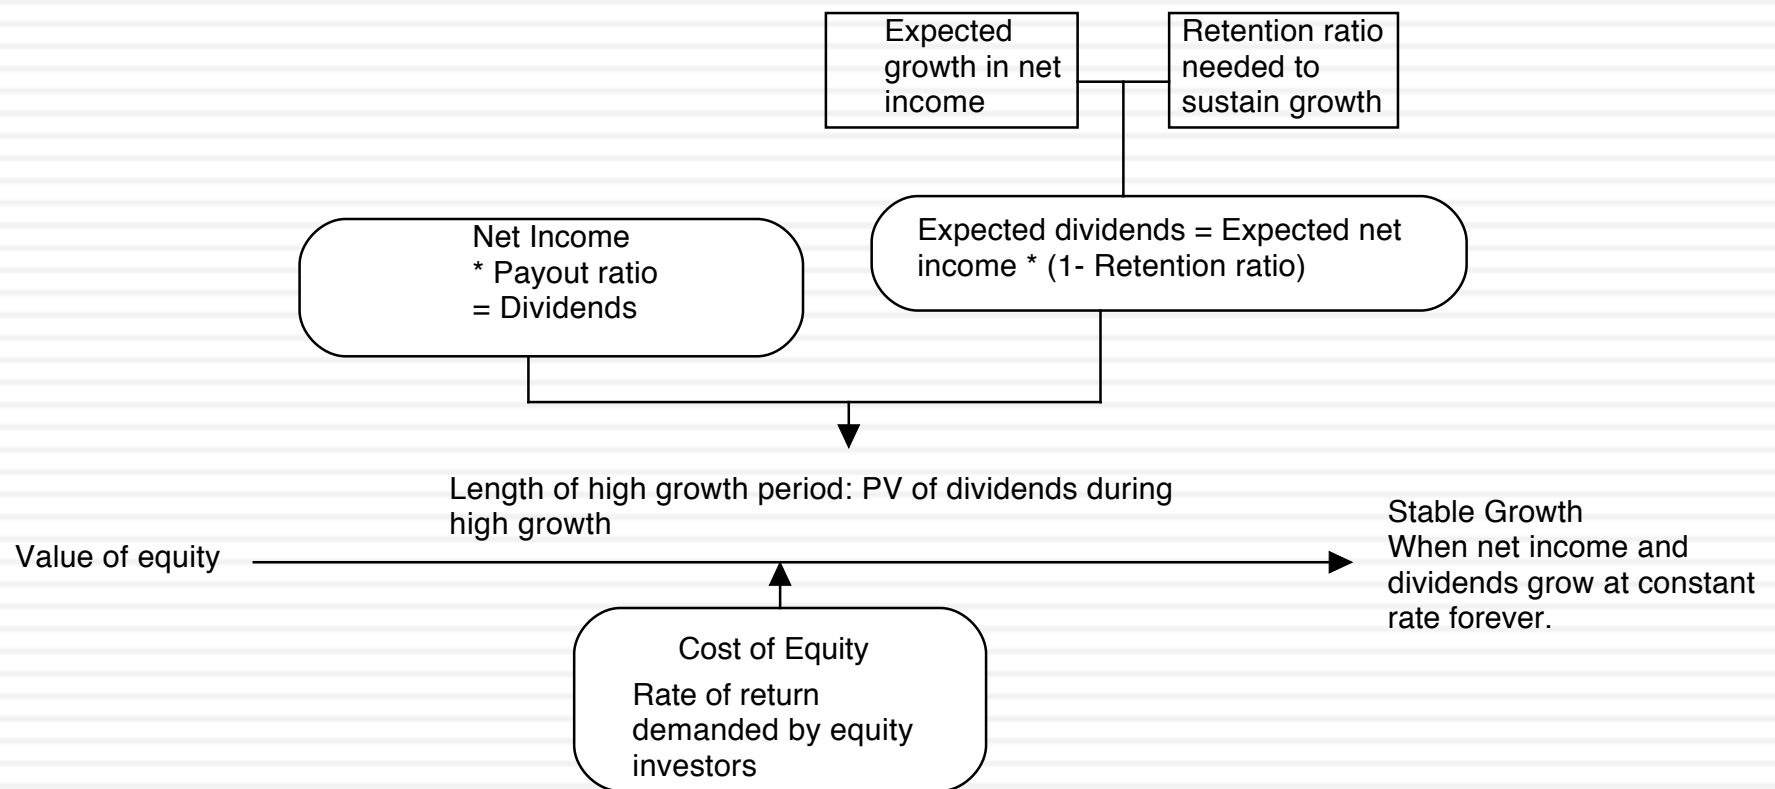 Expected
growth in net
income
Retention ratio
needed to
sustain growth
Net Income
* Payout ratio
= Dividends
Expected dividends = Expected net
income * (1- Retention ratio)
Length of high growth period: PV of dividends during
high growth
Value of equity
Stable Growth
When net income and
dividends grow at constant
rate forever.
Cost of Equity
Rate of return
demanded by equity
investors